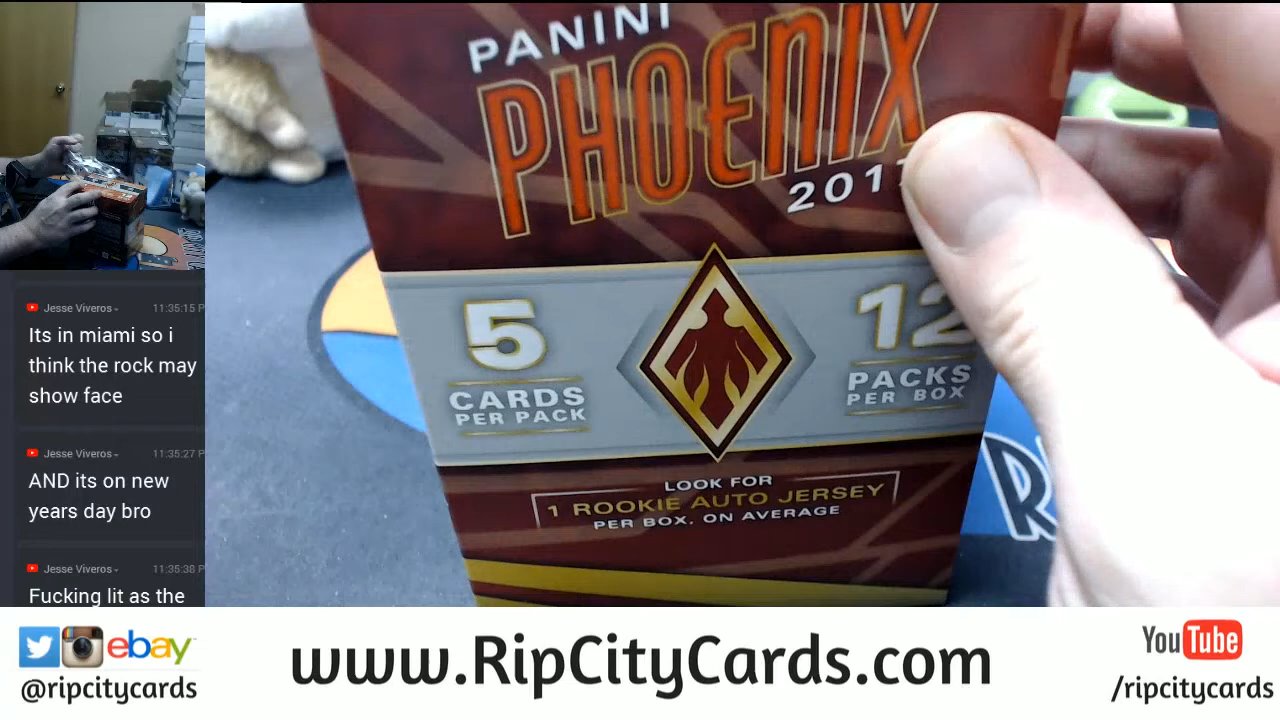 PANINI
PHOENIX
201
5
CARDS
PER PACK
12
PACKS
PER BOX
LOOK FOR
1 ROOKIE AUTO JERSEY
PER BOX. ON AVERAGE
Jesse Viveros
11:35:15 P
Its in miami so i
think the rock may
show face
Jesse Viveros
11:35:27 P
AND its on new
years day bro
Jesse Viveros
11:35:38 P
Fucking lit as the
ebay
@ripcitycards
www.RipCityCards.com
YouTube
/ripcitycards